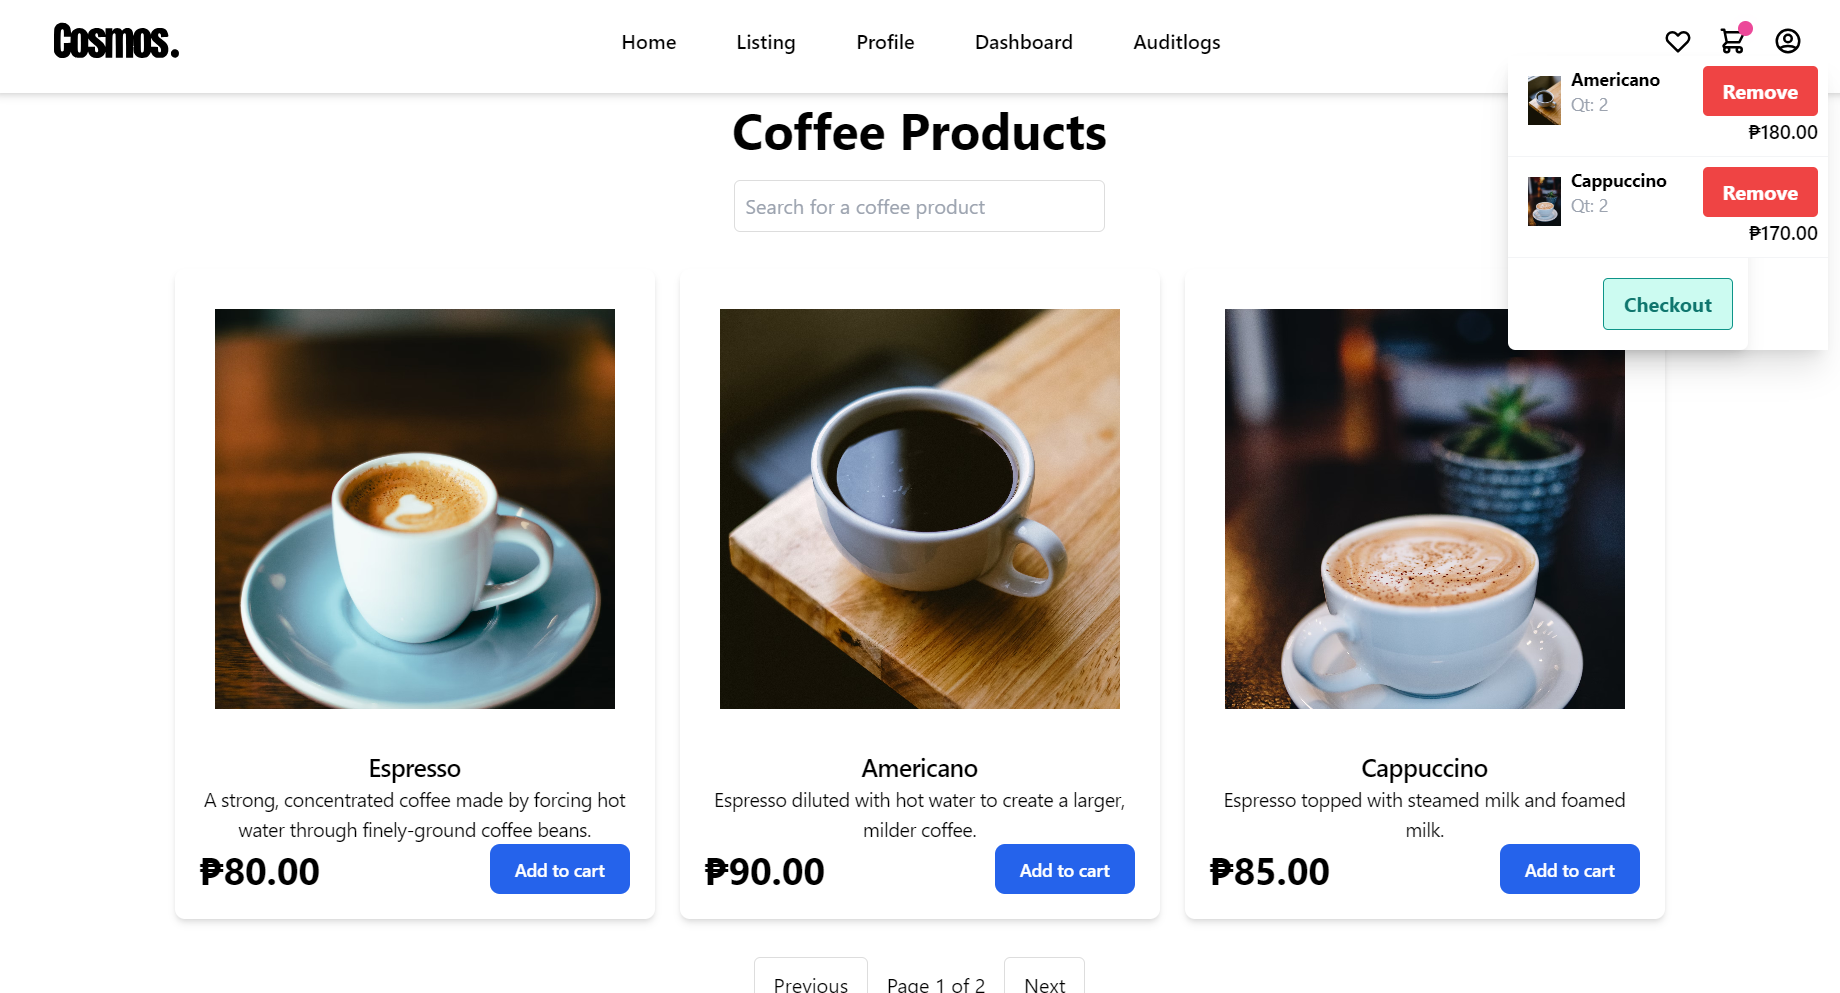 Cosmos.
Home
Listing
Profile
Dashboard
Auditlogs
Americano
Qt: 2
Remove
₱180.00
Cappuccino
Qt: 2
Remove
₱170.00
Checkout
Coffee Products
Search for a coffee product
Espresso
A strong, concentrated coffee made by forcing hot
water through finely-ground coffee beans.
₱80.00
Add to cart
Americano
Espresso diluted with hot water to create a larger,
milder coffee.
₱90.00
Add to cart
Cappuccino
Espresso topped with steamed milk and foamed
milk.
₱85.00
Add to cart
Previous
Page 1 of 2
Next